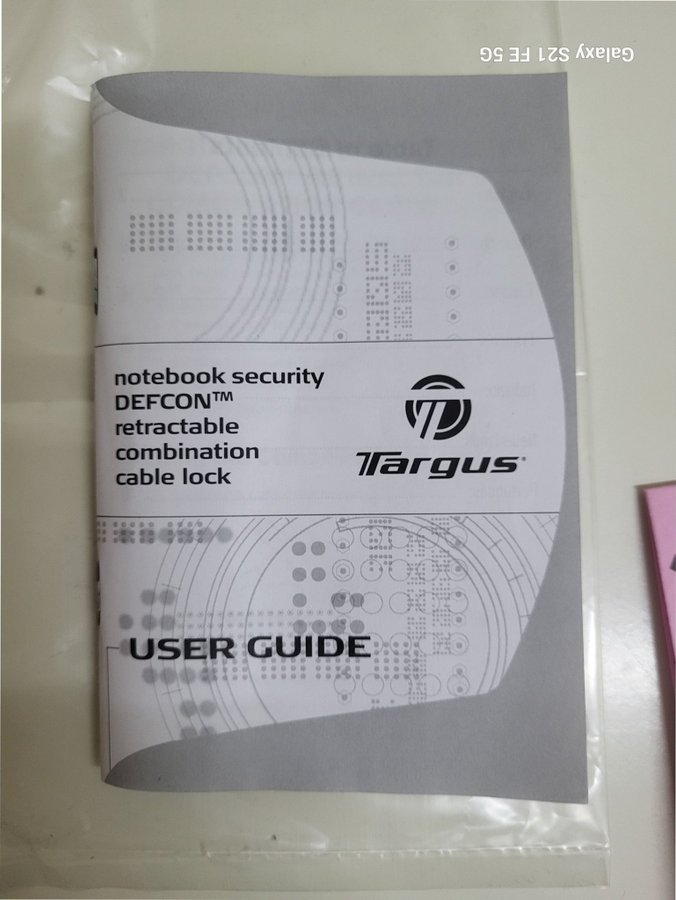 Galaxy S21 FE 5G
notebook security
DEFCON™
retractable
combination
cable lock
Targus®
USER GUIDE